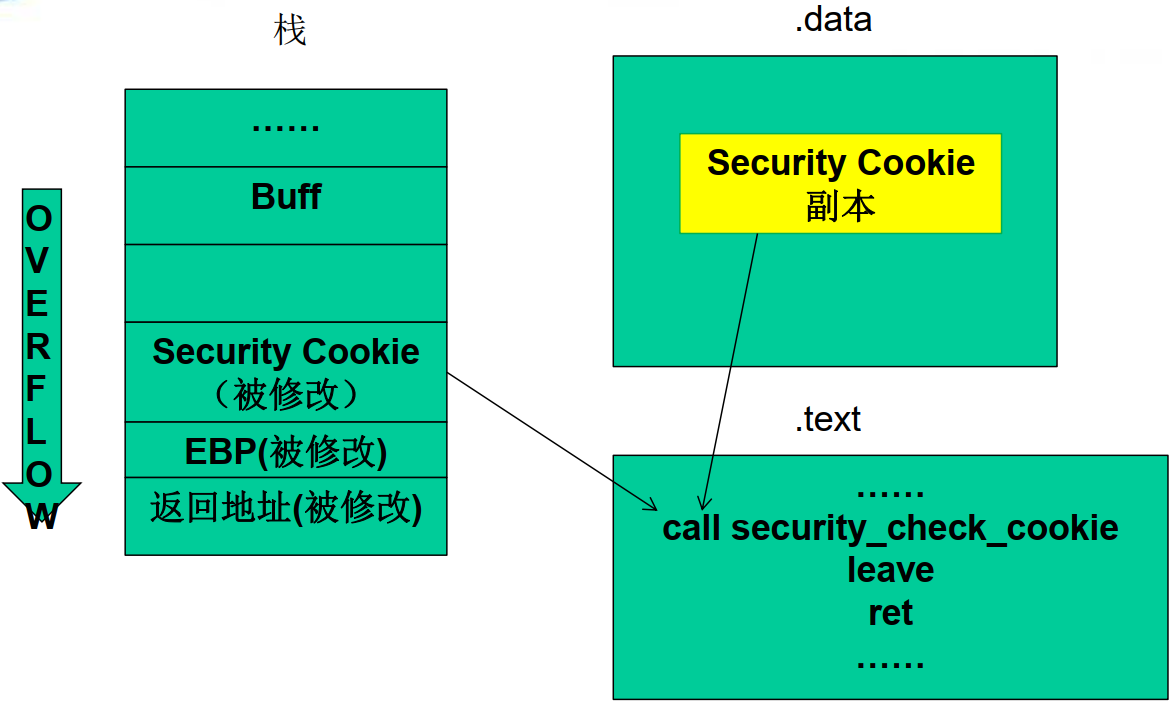 栈
……
Buff
Security Cookie
（被修改）
EBP(被修改)
返回地址(被修改)
OVERFLOW
.data
Security Cookie
副本
.text
……
call security_check_cookie
leave
ret
……